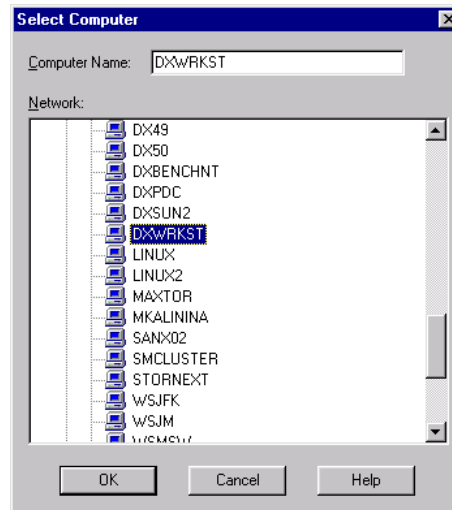 Select Computer
Computer Name: DXWRKST
Network:
DX49
DX50
DXBENCHNT
DXPDC
DXSUN2
DXWRKST
LINUX
LINUX2
MAXTOR
MKALININA
SANX02
SMCLUSTER
STORNEXT
WSJFK
WSJM
OK Cancel Help